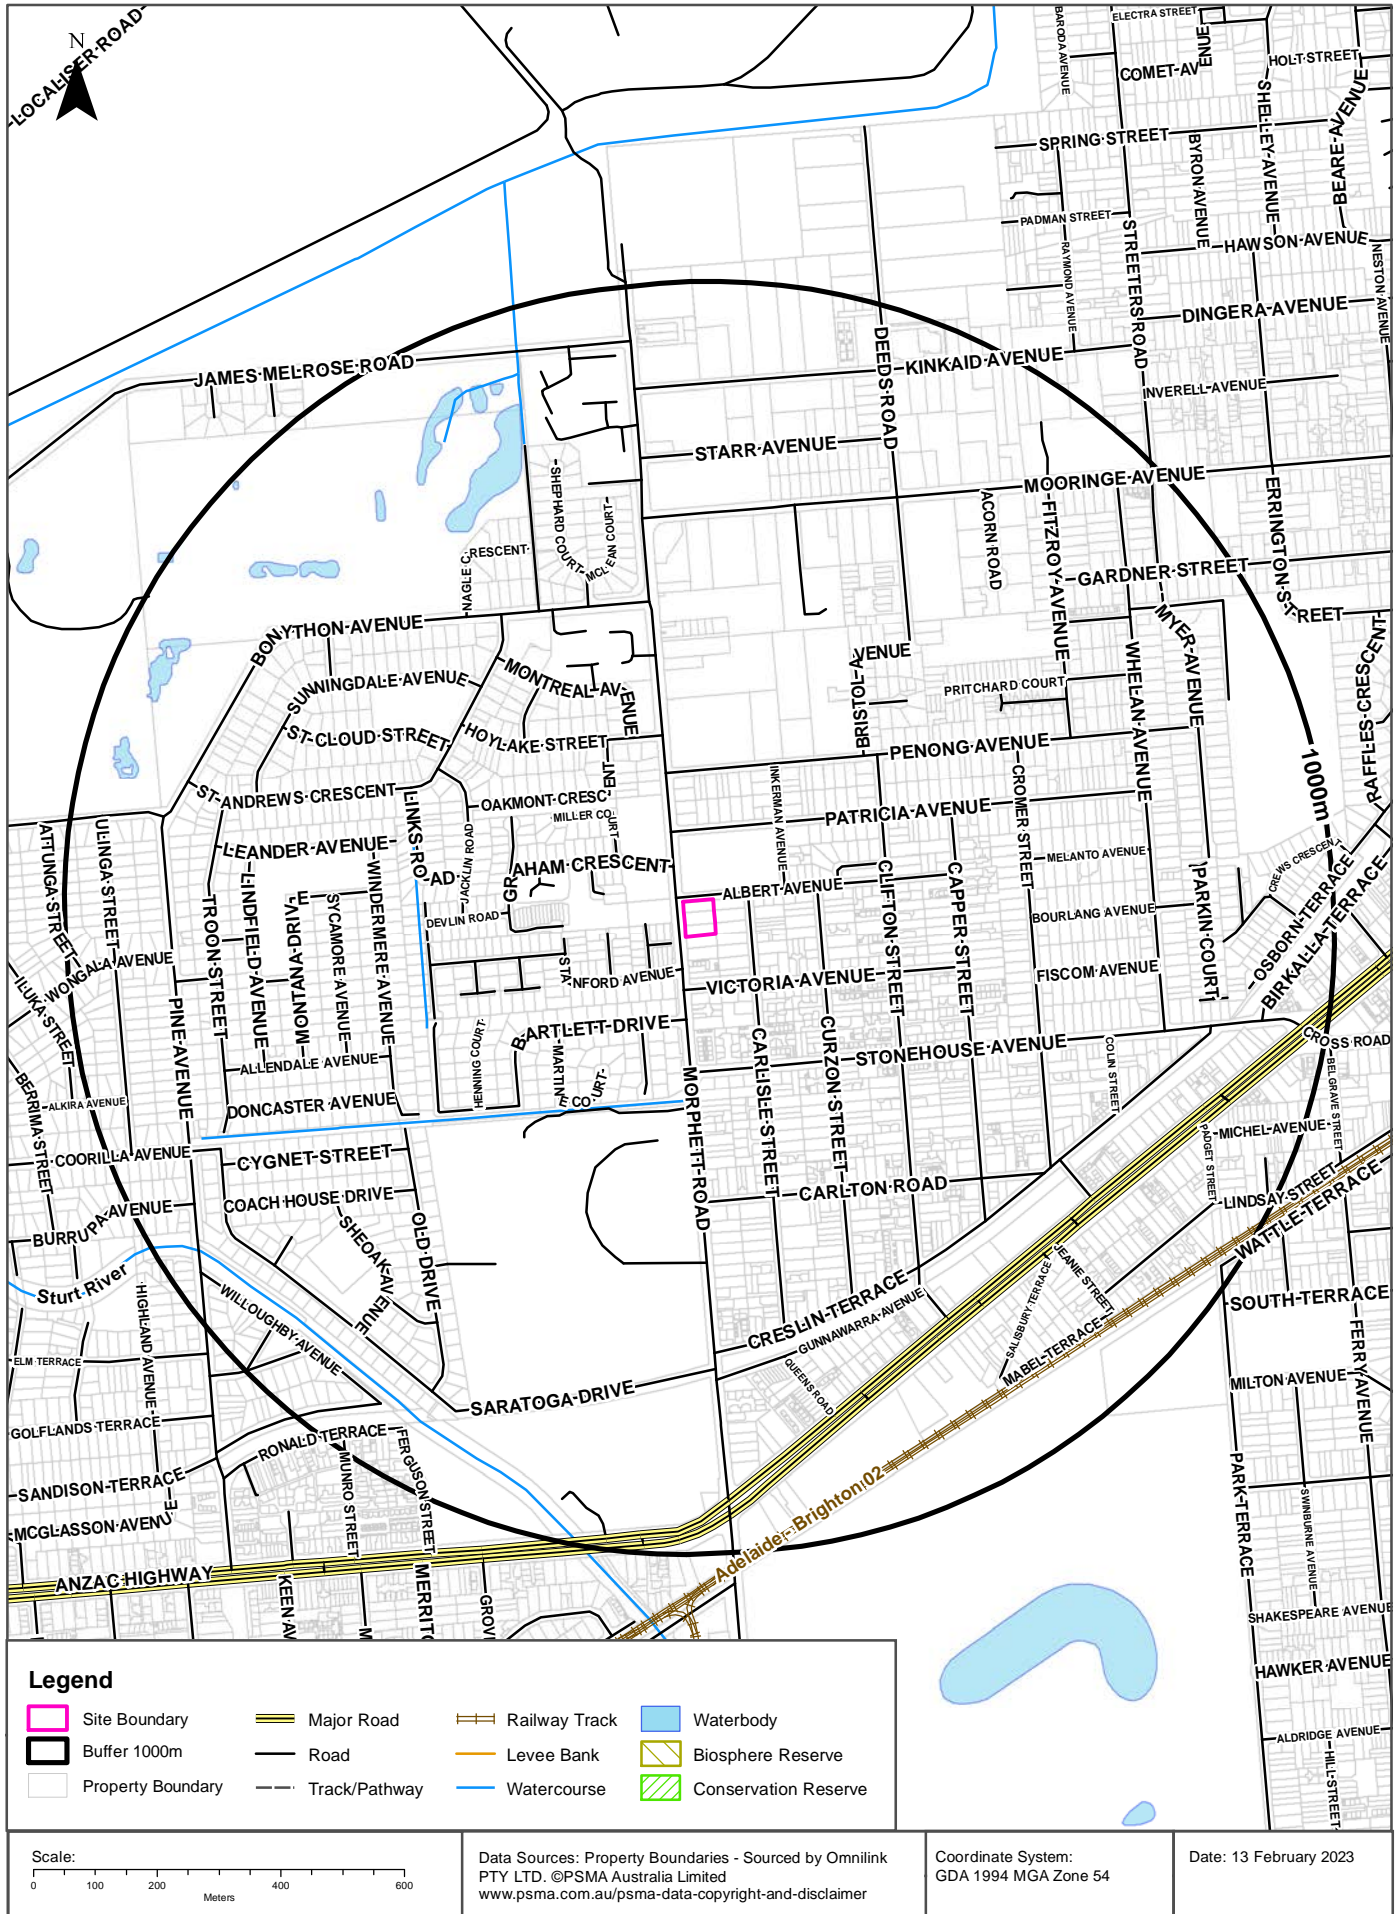 N
LOCALISER ROAD
BARODA AVENUE
ELECTRA STREET
ENUE
COMET AV
HOLT STREET
SHELLEY AVENUE
BEARE AVENUE
SPRING STREET
BYRON AVENUE
PADMAN STREET
RAYMOND AVENUE
STREETERS ROAD
HAWSON AVENUE
NESTON AVENUE
DINGERA AVENUE
DEEDS ROAD
KINKAID AVENUE
JAMES MELROSE ROAD
INVERELL AVENUE
STARR AVENUE
MOORINGE AVENUE
SHEPHARD COURT
MCLEAN COURT
ACORN ROAD
FITZROY AVENUE
ERRINGTON STREET
NAGLE CRESCENT
GARDNER STREET
BONYTHON AVENUE
MYER AVENUE
RAFFLES CRESCENT
BRISTOL AVENUE
WHELAN AVENUE
SUNNINGDALE AVENUE
MONTREAL AVENUE
PRITCHARD COURT
ST CLOUD STREET
HOYLAKE STREET
PENONG AVENUE
1000m
ST ANDREWS CRESCENT
LINKS ROAD
OAKMONT CRESCENT
MILLER COURT
INKERMAN AVENUE
PATRICIA AVENUE
CROMER STREET
ATTUNGA STREET
ULINGA STREET
LEANDER AVENUE
JACKLIN ROAD
GRAHAM CRESCENT
MELANTO AVENUE
CREWS CRESCENT
ALBERT AVENUE
CLIFTON STREET
CAPPER STREET
PARKIN COURT
TROON STREET
LINDFIELD AVENUE
MONTANA DRIVE
SYCAMORE AVENUE
WINDERMERE AVENUE
DEVLIN ROAD
BOURLANG AVENUE
OSBORN TERRACE
BIRKALLA TERRACE
WONGALA AVENUE
ILUKA STREET
STANFORD AVENUE
VICTORIA AVENUE
FISCOM AVENUE
PINE AVENUE
HENNING COURT
BARTLETT DRIVE
MARTINE COURT
MORPHETT ROAD
CARLISLE STREET
CURZON STREET
STONEHOUSE AVENUE
COLIN STREET
CROSS ROAD
BELGRAVE STREET
BERRIMA STREET
ALLENDALE AVENUE
ALKIRA AVENUE
DONCASTER AVENUE
PADGET STREET
MICHEL AVENUE
COORILLA AVENUE
CYGNET STREET
LINDSAY STREET
WATTLE TERRACE
COACH HOUSE DRIVE
CARLTON ROAD
BURRUPA AVENUE
SHEOAK AVENUE
OLD DRIVE
Sturt River
HIGHLAND AVENUE
WILLOUGHBY AVENUE
SALISBURY TERRACE
JEANIE STREET
CRESLIN TERRACE
GUNNAWARRA AVENUE
SOUTH TERRACE
FERRY AVENUE
ELM TERRACE
QUEENS ROAD
MABEL TERRACE
MILTON AVENUE
SARATOGA DRIVE
GOLFLANDS TERRACE
RONALD TERRACE
FERGUSON STREET
MUNRO STREET
SANDISON TERRACE
PARK TERRACE
SWINBURNE AVENUE
MCGLASSON AVENUE
Adelaide - Brighton 02
ANZAC HIGHWAY
KEEN AV
M
MERRITO
GROV
SHAKESPEARE AVENUE
HAWKER AVENUE
ALDRIDGE AVENUE
HILL STREET
Legend
Site Boundary
Buffer 1000m
Property Boundary
Major Road
Road
Track/Pathway
Railway Track
Levee Bank
Watercourse
Waterbody
Biosphere Reserve
Conservation Reserve
Scale:
0 100 200 400 600
Meters
Data Sources: Property Boundaries - Sourced by Omnilink
PTY LTD. ©PSMA Australia Limited
www.psma.com.au/psma-data-copyright-and-disclaimer
Coordinate System:
GDA 1994 MGA Zone 54
Date: 13 February 2023